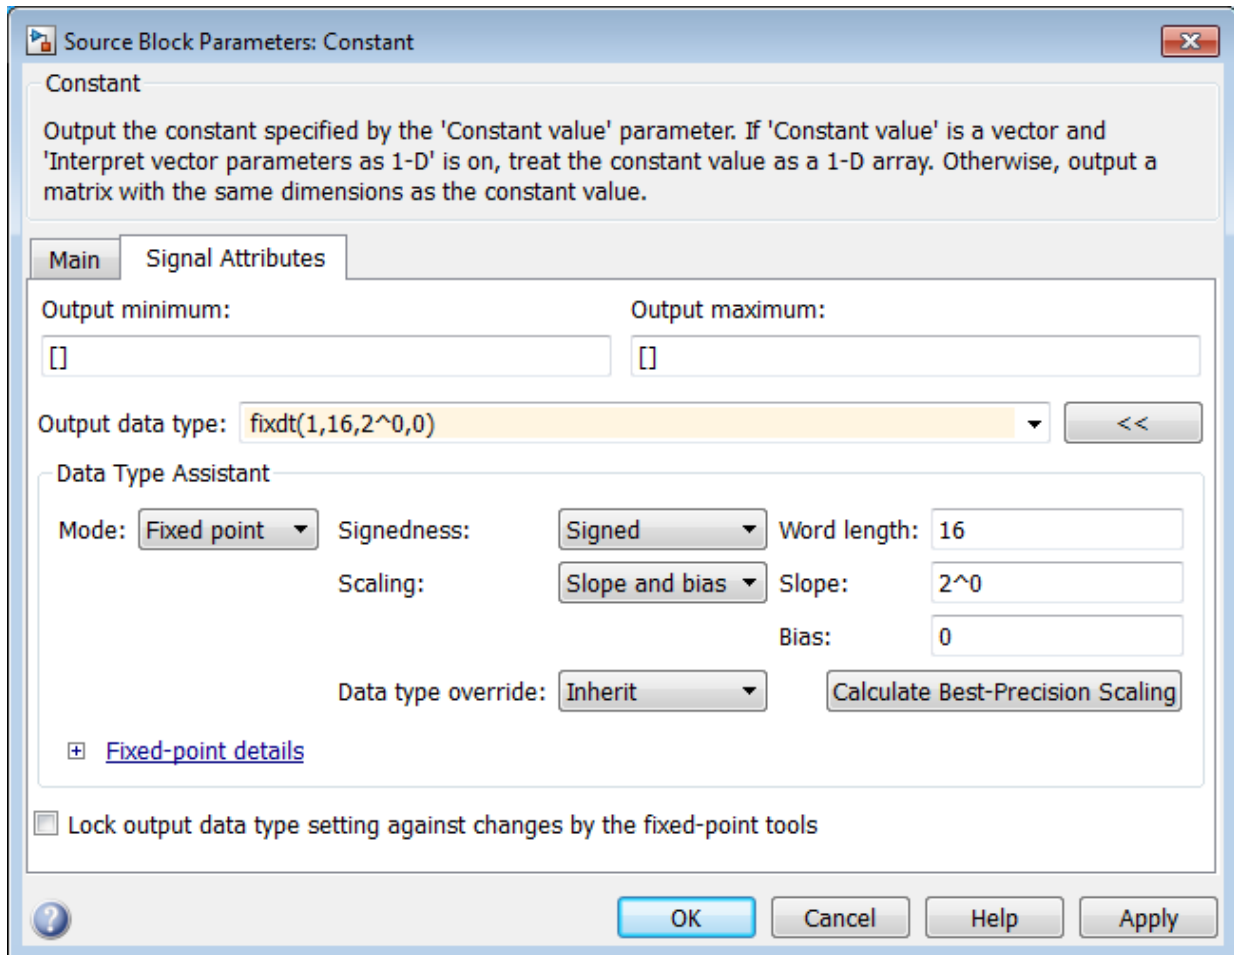 Source Block Parameters: Constant
Constant
Output the constant specified by the 'Constant value' parameter. If 'Constant value' is a vector and
'Interpret vector parameters as 1-D' is on, treat the constant value as a 1-D array. Otherwise, output a
matrix with the same dimensions as the constant value.
Main Signal Attributes
Output minimum: Output maximum:
[] []
Output data type: fixdt(1,16,2^0,0) <<
Data Type Assistant
Mode: Fixed point Signedness: Signed Word length: 16
Scaling: Slope and bias Slope: 2^0
Bias: 0
Data type override: Inherit Calculate Best-Precision Scaling
Fixed-point details
Lock output data type setting against changes by the fixed-point tools
? OK Cancel Help Apply